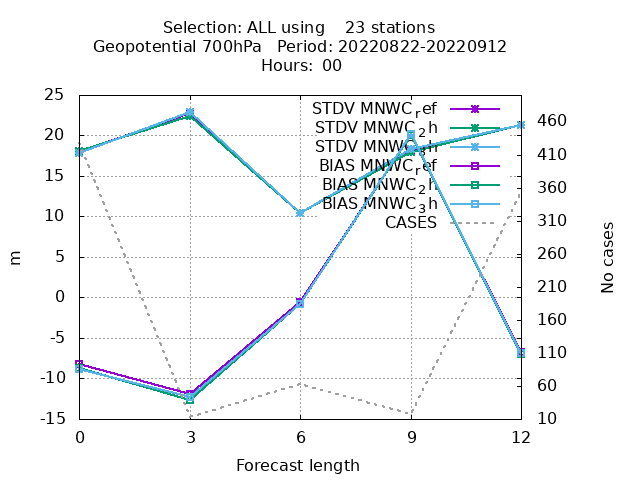 Selection: ALL using    23 stations
Geopotential 700hPa   Period: 20220822-20220912
Hours: 00
STDV MNWC_ref
STDV MNWC_2h
STDV MNWC_3h
BIAS MNWC_ref
BIAS MNWC_2h
BIAS MNWC_3h
CASES
25
20
15
10
5
0
-5
-10
-15
m
460
410
360
310
260
210
160
110
60
10
No cases
0 3 6 9 12
Forecast length